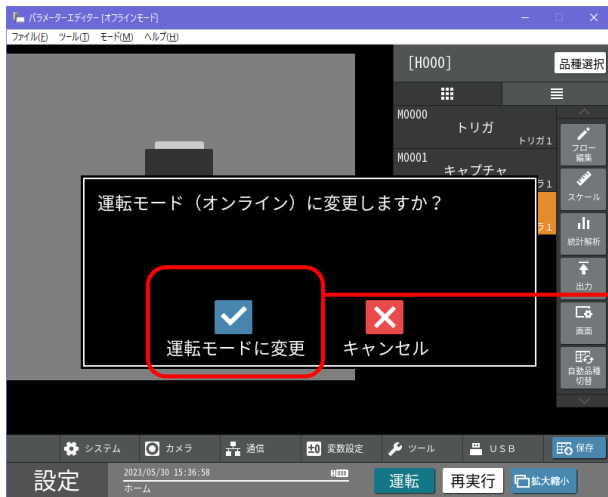 パラメーターエディター [オフラインモード]
ファイル(F) ツール(T) モード(M) ヘルプ(H)
[H000]
品種選択
M0000
トリガ
トリガ1
M0001
キャプチャ
ラ1
ラ1
フロー
編集
スケール
統計解析
出力
画面
自動品種
切替
運転モード（オンライン）に変更しますか？
運転モードに変更
キャンセル
システム
カメラ
通信
±0 変数設定
ツール
USB
保存
設定
2023/05/30 15:36:58
ホーム
運転
再実行
拡大縮小